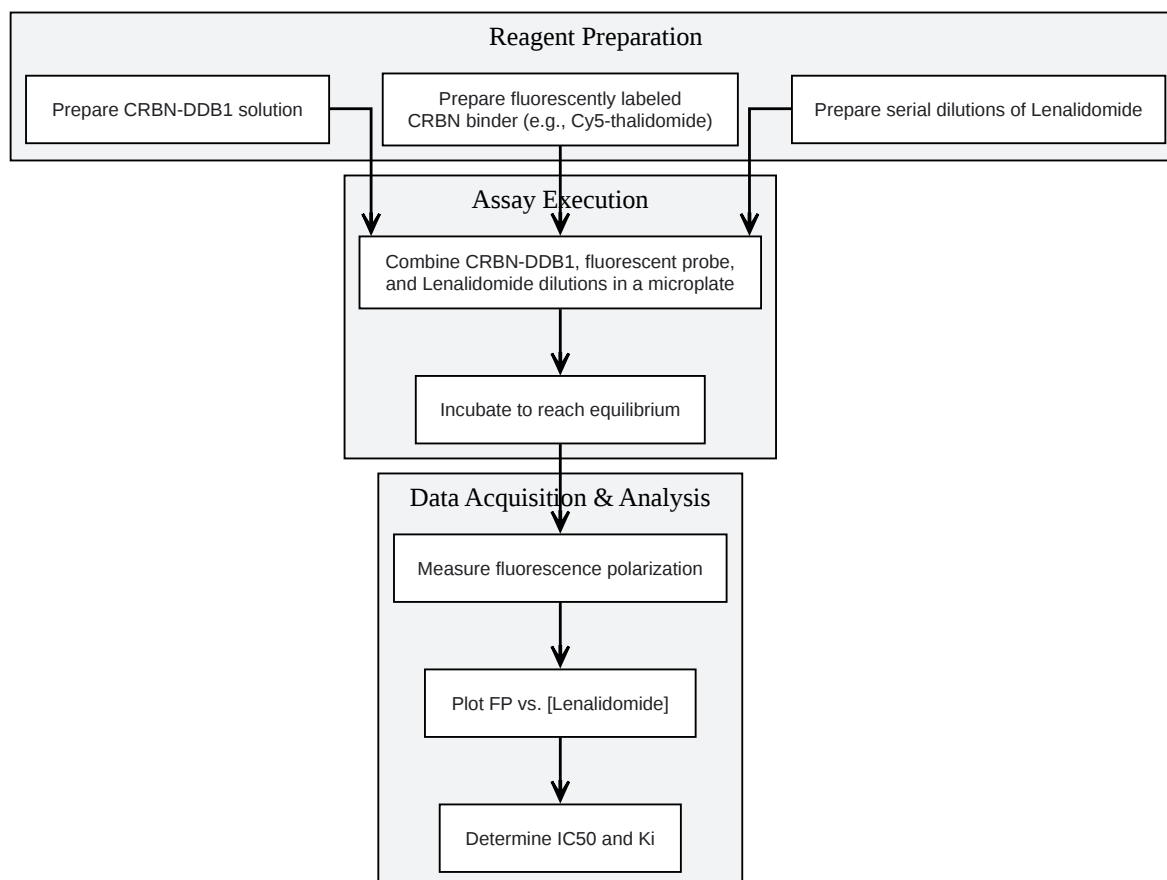 Reagent Preparation
Prepare CRBN-DDB1 solution
Prepare fluorescently labeled
CRBN binder (e.g., Cy5-thalidomide)
Prepare serial dilutions of Lenalidomide
Assay Execution
Combine CRBN-DDB1, fluorescent probe,
and Lenalidomide dilutions in a microplate
Incubate to reach equilibrium
Data Acquisition & Analysis
Measure fluorescence polarization
Plot FP vs. [Lenalidomide]
Determine IC50 and Ki